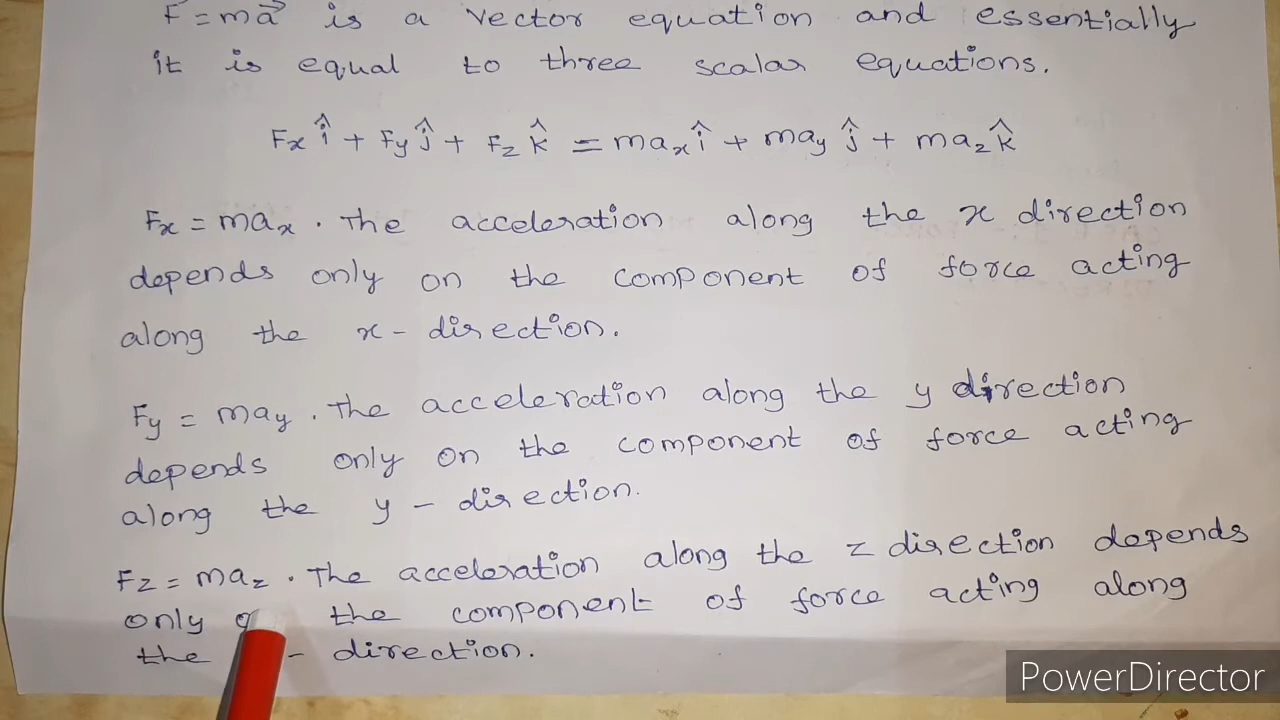 F = ma⃗ is a vector equation and essentially
it is equal to three scalar equations.
Fx î + Fy ĵ + Fz k̂ = max î + may ĵ + maz k̂
Fx = max . The acceleration along the x direction
depends only on the component of force acting
along the x - direction.
Fy = may . The acceleration along the y direction
depends only on the component of force acting
along the y - direction.
Fz = maz . The acceleration along the z direction depends
only the component of force acting along
the - direction.
PowerDirector